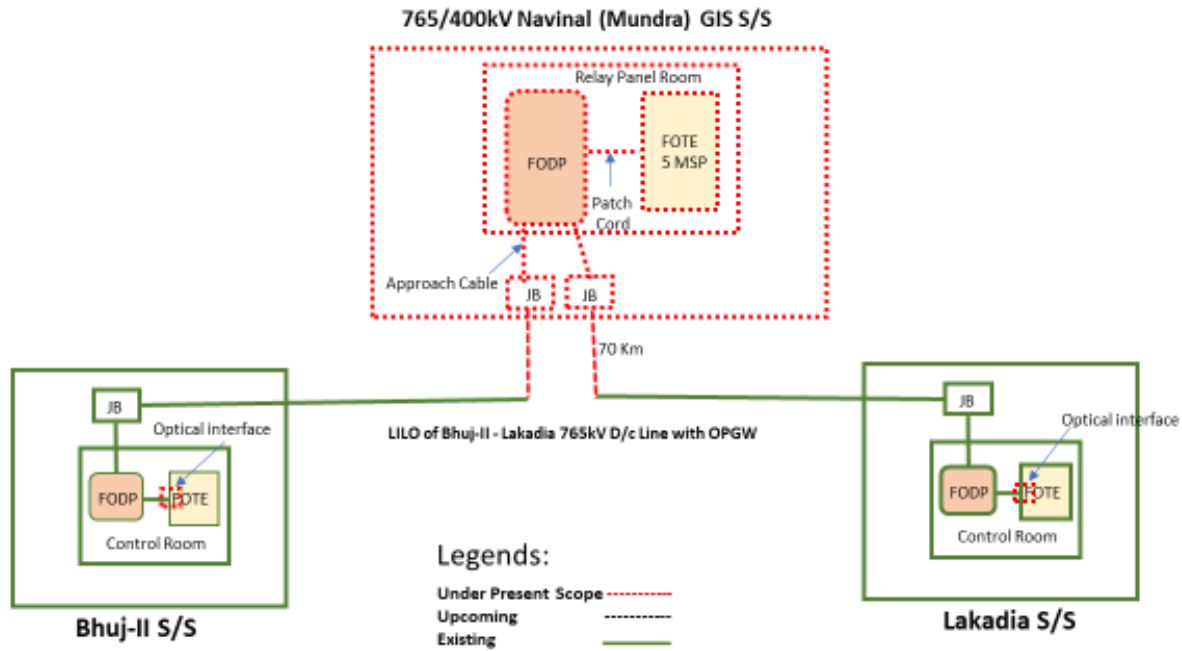 765/400kV Navinal (Mundra) GIS S/S
Relay Panel Room
FODP
FOTE
5 MSP
Patch
Cord
Approach Cable
JB
JB
70 Km
JB
Optical interface
FODP
FOTE
Control Room
Bhuj-II S/S
LILO of Bhuj-II - Lakadia 765kV D/c Line with OPGW
JB
Optical interface
FODP
FOTE
Control Room
Lakadia S/S
Legends:
Under Present Scope
Upcoming
Existing